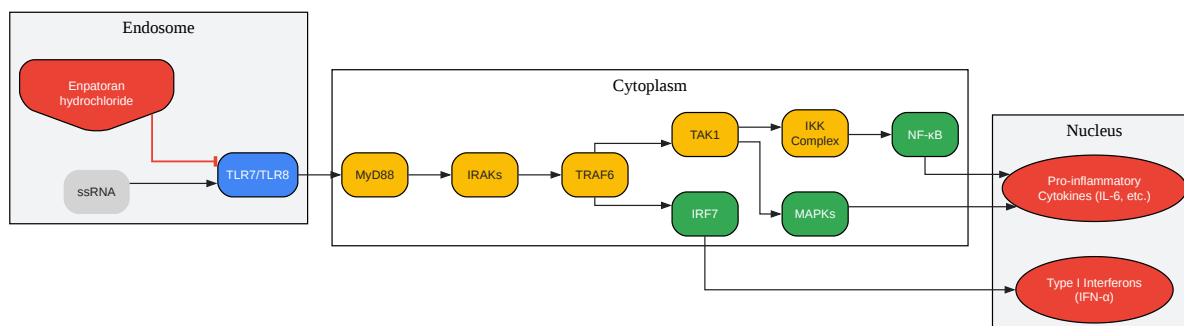 Endosome
Enpatoran
hydrochloride
ssRNA
TLR7/TLR8
Cytoplasm
MyD88
IRAKs
TRAF6
TAK1
IRF7
IKK
Complex
MAPKs
NF-κB
Nucleus
Pro-inflammatory
Cytokines (IL-6, etc.)
Type I Interferons
(IFN-α)